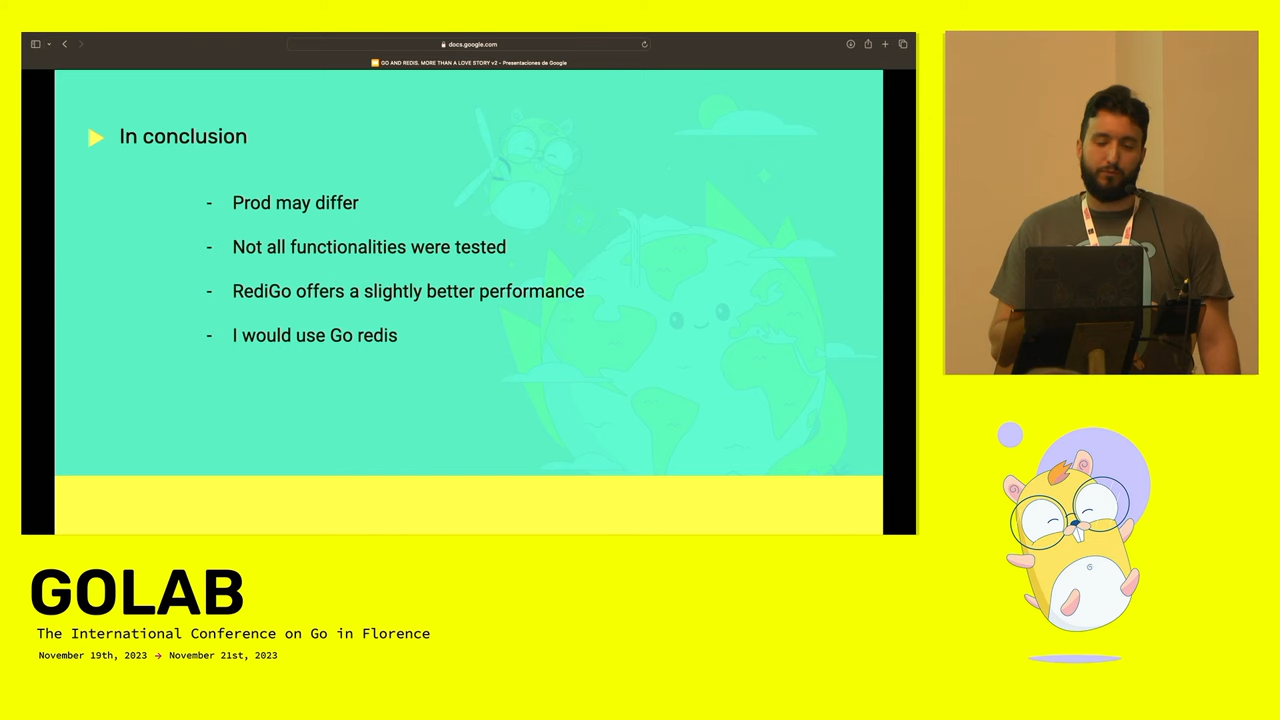 docs.google.com
GO AND REDIS. MORE THAN A LOVE STORY v2 - Presentaciones de Google
In conclusion
- Prod may differ
- Not all functionalities were tested
- RediGo offers a slightly better performance
- I would use Go redis
GOLAB
The International Conference on Go in Florence
November 19th, 2023 → November 21st, 2023